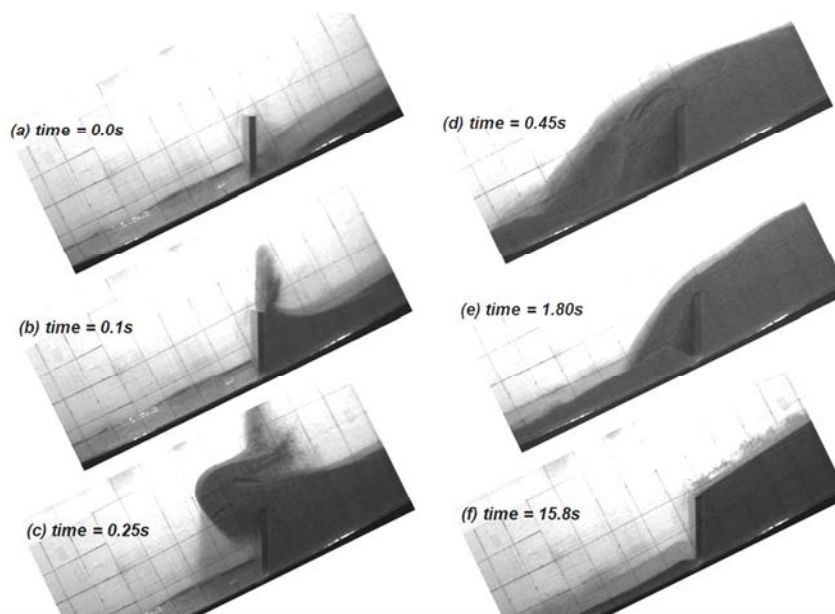 (a) time = 0.0s
(b) time = 0.1s
(c) time = 0.25s
(d) time = 0.45s
(e) time = 1.80s
(f) time = 15.8s